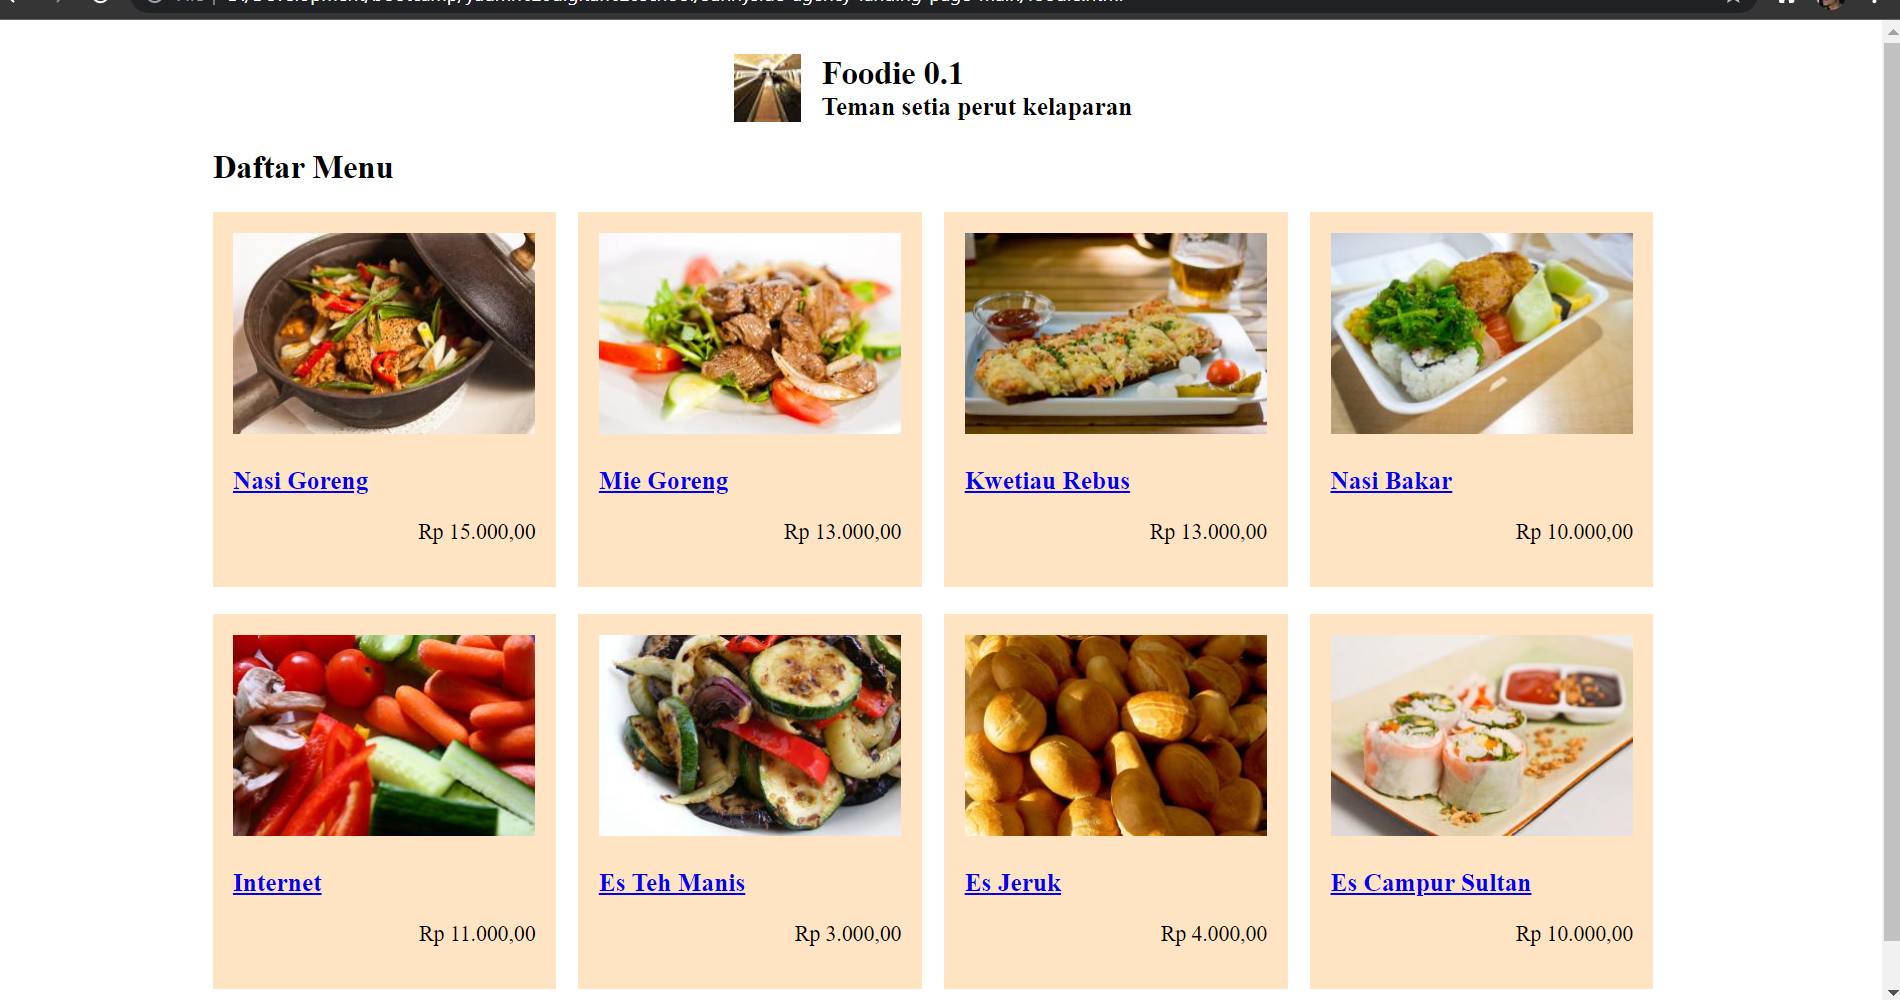 Foodie 0.1
Teman setia perut kelaparan
Daftar Menu
Nasi Goreng
Rp 15.000,00
Mie Goreng
Rp 13.000,00
Kwetiau Rebus
Rp 13.000,00
Nasi Bakar
Rp 10.000,00
Internet
Rp 11.000,00
Es Teh Manis
Rp 3.000,00
Es Jeruk
Rp 4.000,00
Es Campur Sultan
Rp 10.000,00